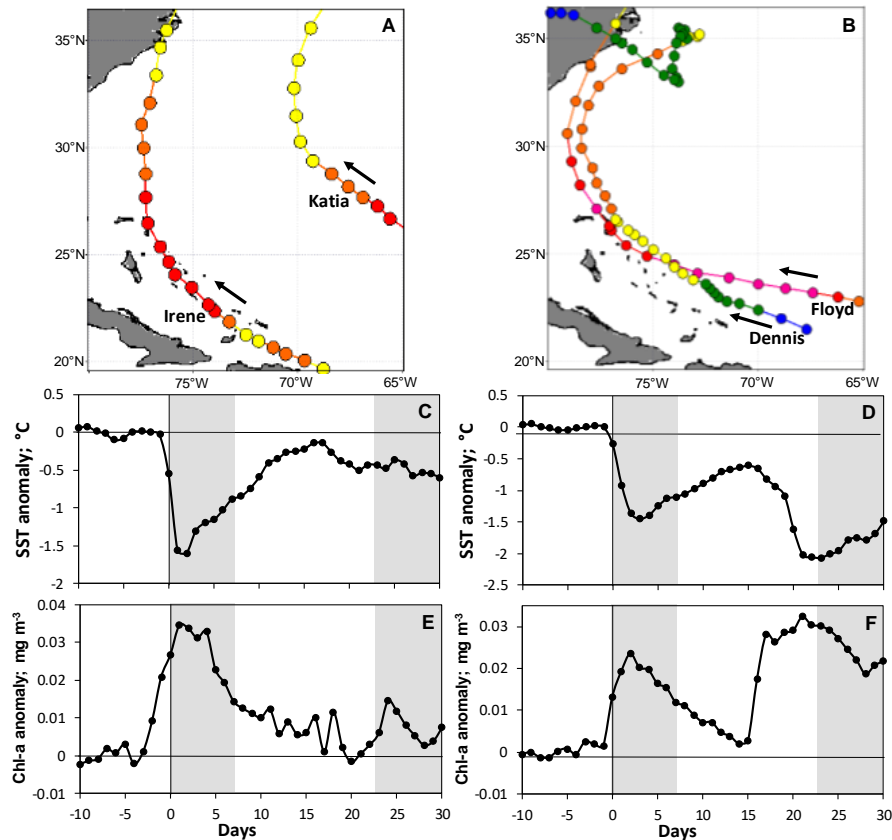 A
35°N
30°N
25°N
20°N
75°W
70°W
65°W
Katia
Irene
B
35°N
30°N
25°N
20°N
75°W
70°W
65°W
Floyd
Dennis
C
0.5
0
-0.5
-1
-1.5
-2
SST anomaly; °C
D
0.5
0
-0.5
-1
-1.5
-2
-2.5
SST anomaly; °C
E
0.04
0.03
0.02
0.01
0
-0.01
Chl-a anomaly; mg m⁻³
-10
-5
0
5
10
15
20
25
30
Days
F
0.03
0.02
0.01
0.00
-0.01
Chl-a anomaly; mg m⁻³
-10
-5
0
5
10
15
20
25
30
Days